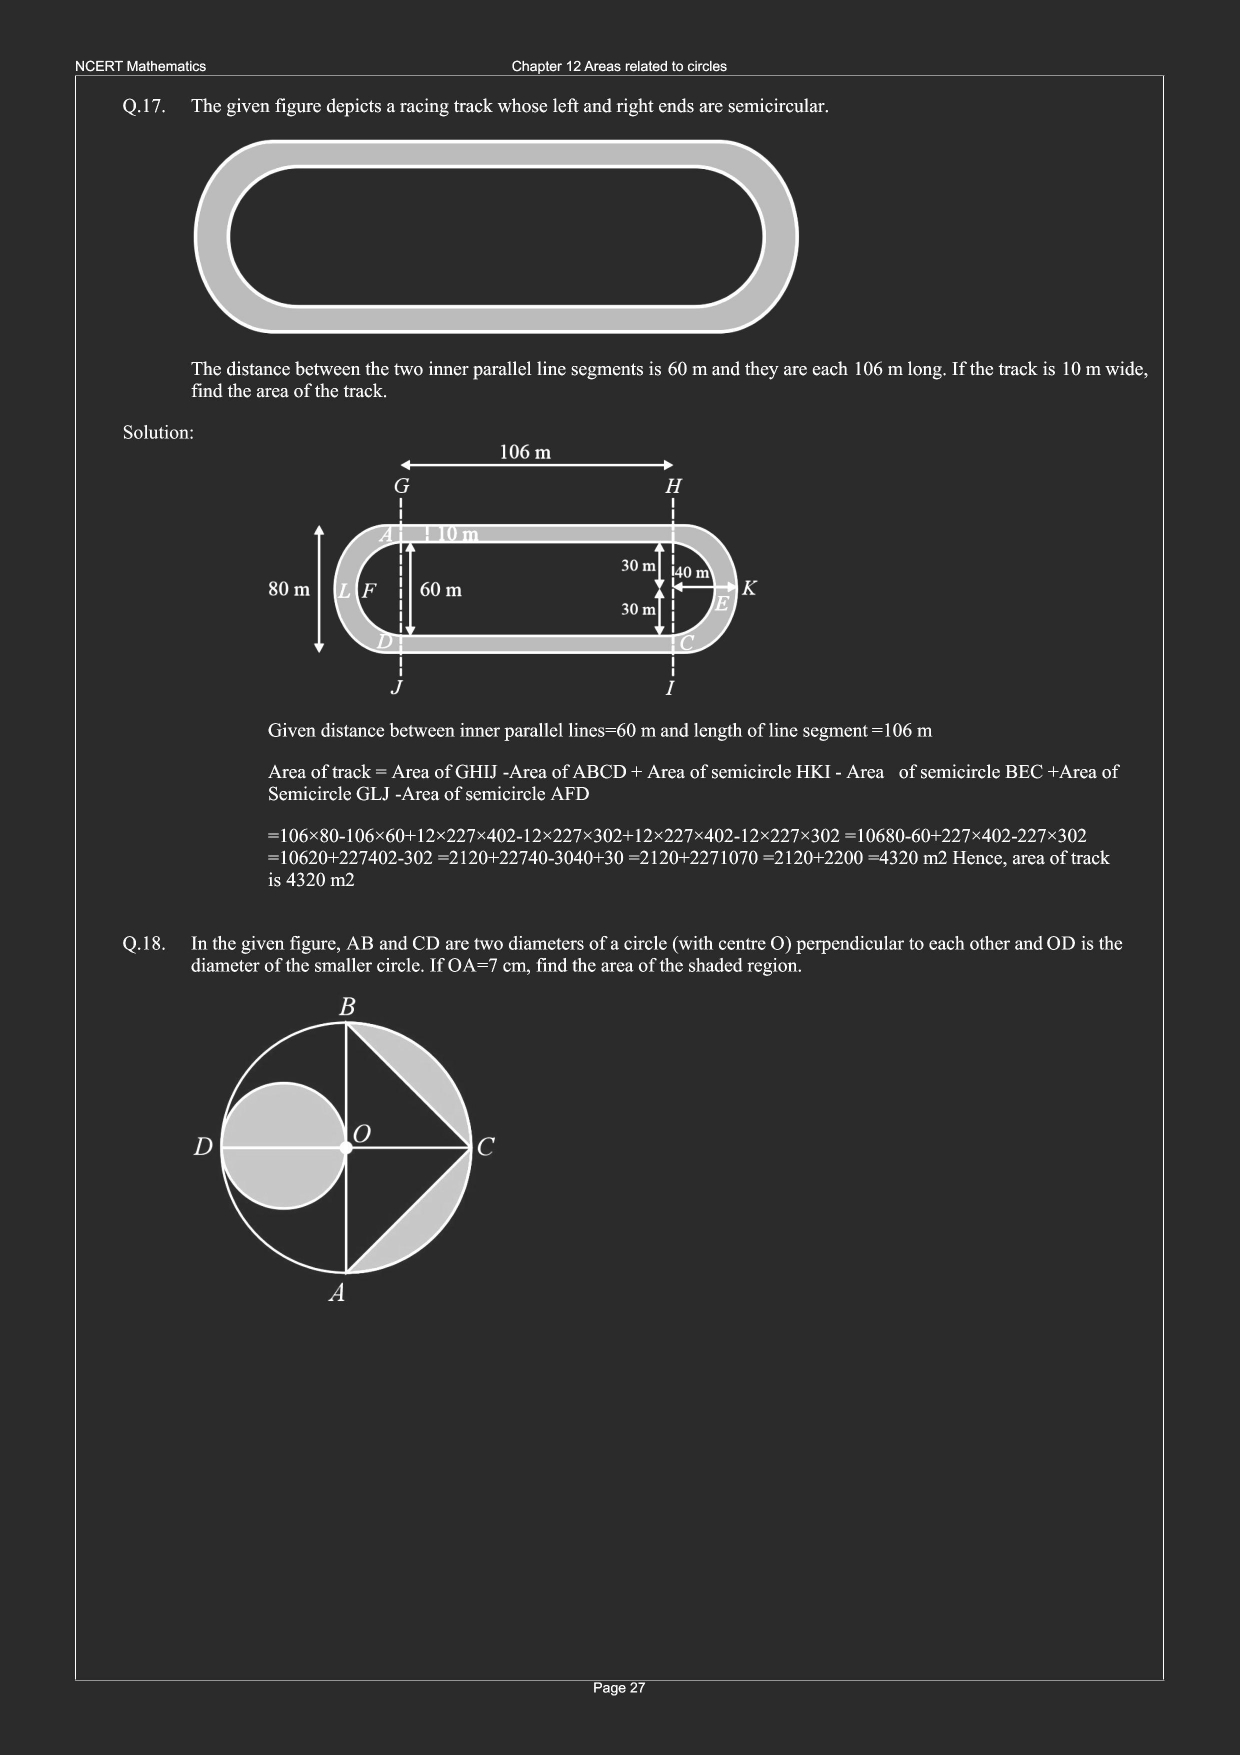 NCERT Mathematics Chapter 12 Areas related to circles
Q.17. The given figure depicts a racing track whose left and right ends are semicircular.
The distance between the two inner parallel line segments is 60 m and they are each 106 m long. If the track is 10 m wide,
find the area of the track.
Solution:
106 m
G H
A 10 m
30 m 40 m
80 m L F 60 m K
30 m E
D C
J I
Given distance between inner parallel lines=60 m and length of line segment =106 m
Area of track = Area of GHIJ -Area of ABCD + Area of semicircle HKI - Area of semicircle BEC +Area of
Semicircle GLJ -Area of semicircle AFD
=106×80-106×60+12×227×402-12×227×302+12×227×402-12×227×302 =10680-60+227×402-227×302
=10620+227402-302 =2120+22740-3040+30 =2120+2271070 =2120+2200 =4320 m2 Hence, area of track
is 4320 m2
Q.18. In the given figure, AB and CD are two diameters of a circle (with centre O) perpendicular to each other and OD is the
diameter of the smaller circle. If OA=7 cm, find the area of the shaded region.
B
O
D C
A
Page 27